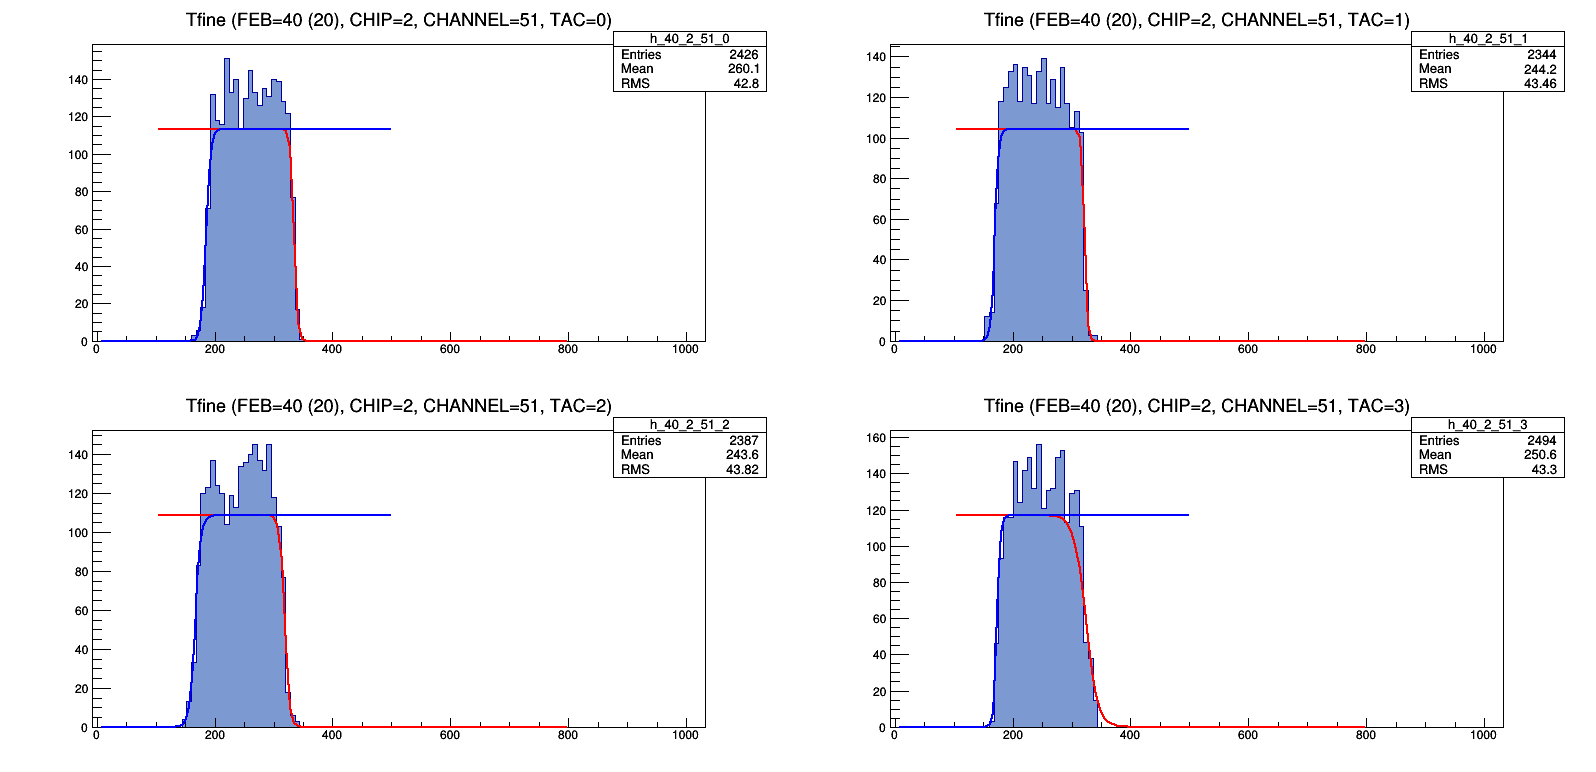 Tfine (FEB=40 (20), CHIP=2, CHANNEL=51, TAC=0)
h_40_2_51_0
Entries 2426
Mean 260.1
RMS 42.8
140
120
100
80
60
40
20
0
0 200 400 600 800 1000
Tfine (FEB=40 (20), CHIP=2, CHANNEL=51, TAC=1)
h_40_2_51_1
Entries 2344
Mean 244.2
RMS 43.46
140
120
100
80
60
40
20
0
0 200 400 600 800 1000
Tfine (FEB=40 (20), CHIP=2, CHANNEL=51, TAC=2)
h_40_2_51_2
Entries 2387
Mean 243.6
RMS 43.82
140
120
100
80
60
40
20
0
0 200 400 600 800 1000
Tfine (FEB=40 (20), CHIP=2, CHANNEL=51, TAC=3)
h_40_2_51_3
Entries 2494
Mean 250.6
RMS 43.3
160
140
120
100
80
60
40
20
0
0 200 400 600 800 1000